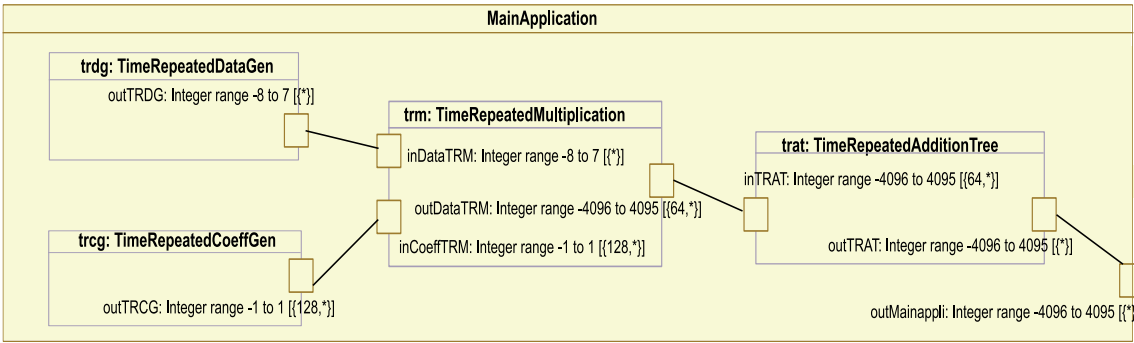 MainApplication
trdg: TimeRepeatedDataGen
outTRDG: Integer range -8 to 7 [{*}]
trm: TimeRepeatedMultiplication
inDataTRM: Integer range -8 to 7 [{*}]
outDataTRM: Integer range -4096 to 4095 [{64,*}]
inCoeffTRM: Integer range -1 to 1 [{128,*}]
trcg: TimeRepeatedCoeffGen
outTRCG: Integer range -1 to 1 [{128,*}]
trat: TimeRepeatedAdditionTree
inTRAT: Integer range -4096 to 4095 [{64,*}]
outTRAT: Integer range -4096 to 4095 [{*}]
outMainappli: Integer range -4096 to 4095 [{*}